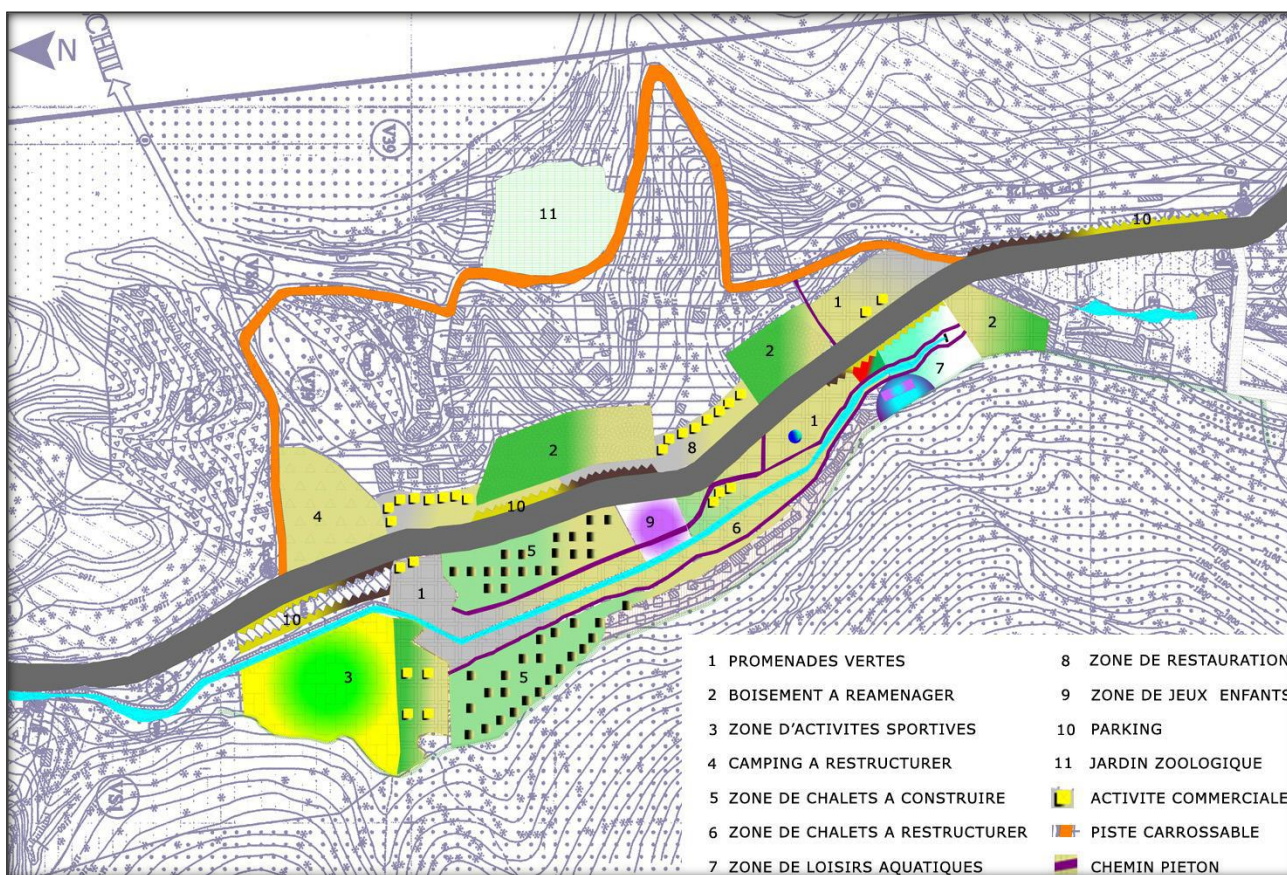 N
CHIL
V39
11
10
1
2
2
7
1
8
2
10
9
6
4
5
1
10
3
5
1 PROMENADES VERTES
2 BOISEMENT A REAMENAGER
3 ZONE D'ACTIVITES SPORTIVES
4 CAMPING A RESTRUCTURER
5 ZONE DE CHALETS A CONSTRUIRE
6 ZONE DE CHALETS A RESTRUCTURER
7 ZONE DE LOISIRS AQUATIQUES
8 ZONE DE RESTAURATION
9 ZONE DE JEUX ENFANTS
10 PARKING
11 JARDIN ZOOLOGIQUE
ACTIVITE COMMERCIALE
PISTE CARROSSABLE
CHEMIN PIETON